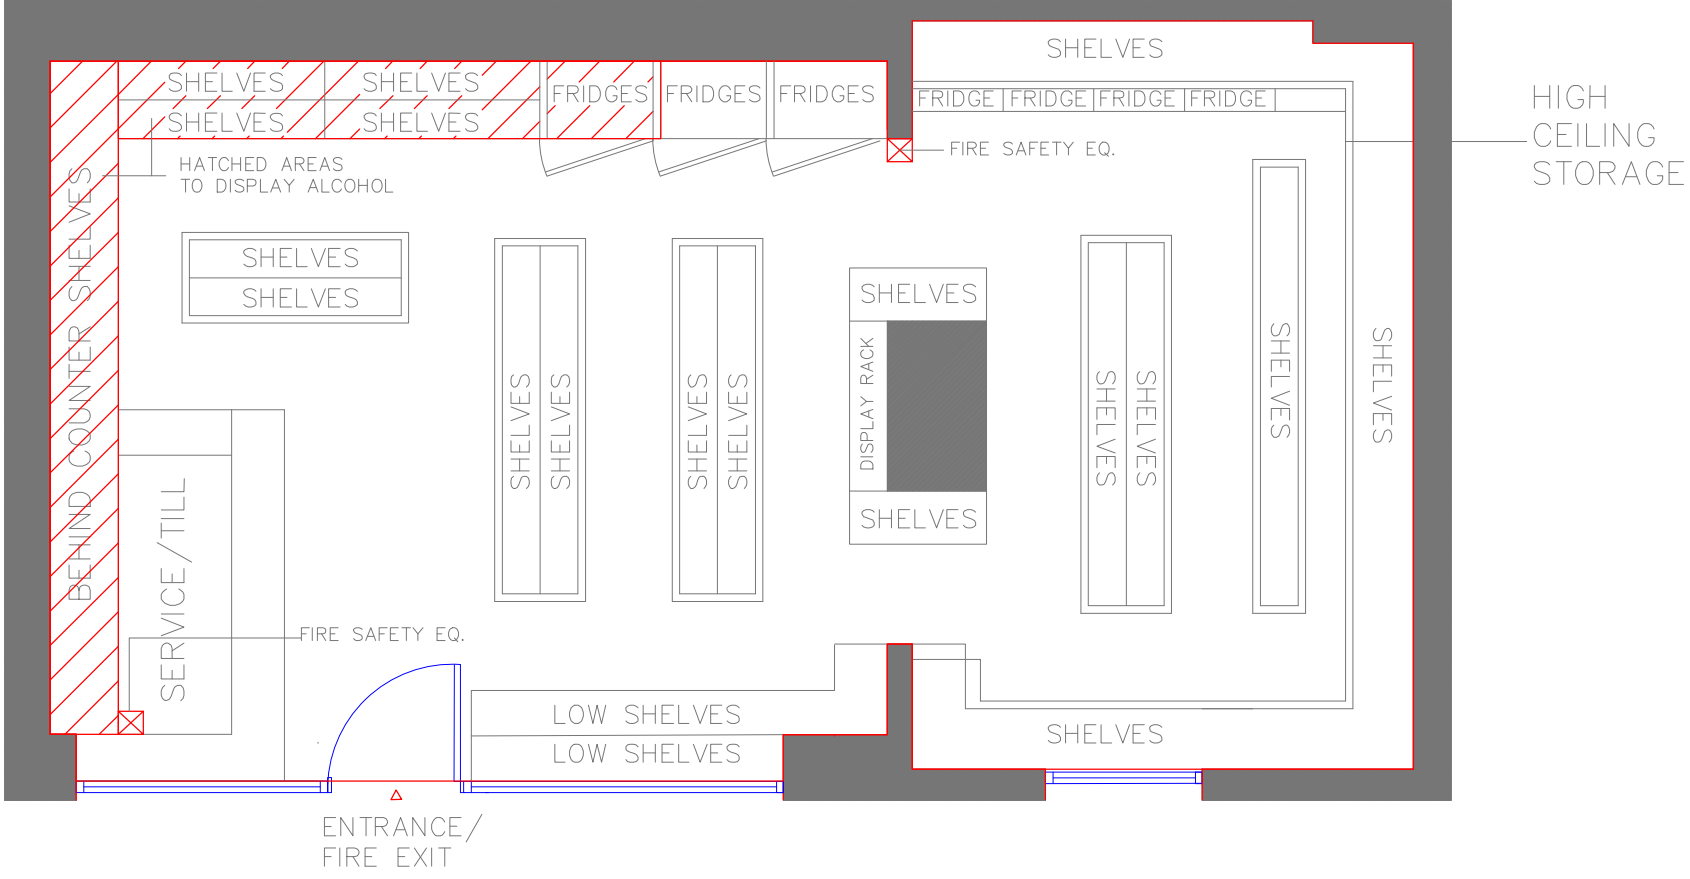 SHELVES
SHELVES
SHELVES
FRIDGES
FRIDGES
FRIDGES
FRIDGE
FRIDGE
FRIDGE
FRIDGE
HIGH
CEILING
STORAGE
SHELVES
SHELVES
FIRE SAFETY EQ.
HATCHED AREAS
TO DISPLAY ALCOHOL
BEHIND COUNTER SHELVES
SHELVES
SHELVES
SHELVES
SHELVES
SHELVES
SHELVES
SHELVES
DISPLAY RACK
SHELVES
SHELVES
SHELVES
SHELVES
SHELVES
SERVICE/TILL
FIRE SAFETY EQ.
LOW SHELVES
LOW SHELVES
SHELVES
ENTRANCE/
FIRE EXIT